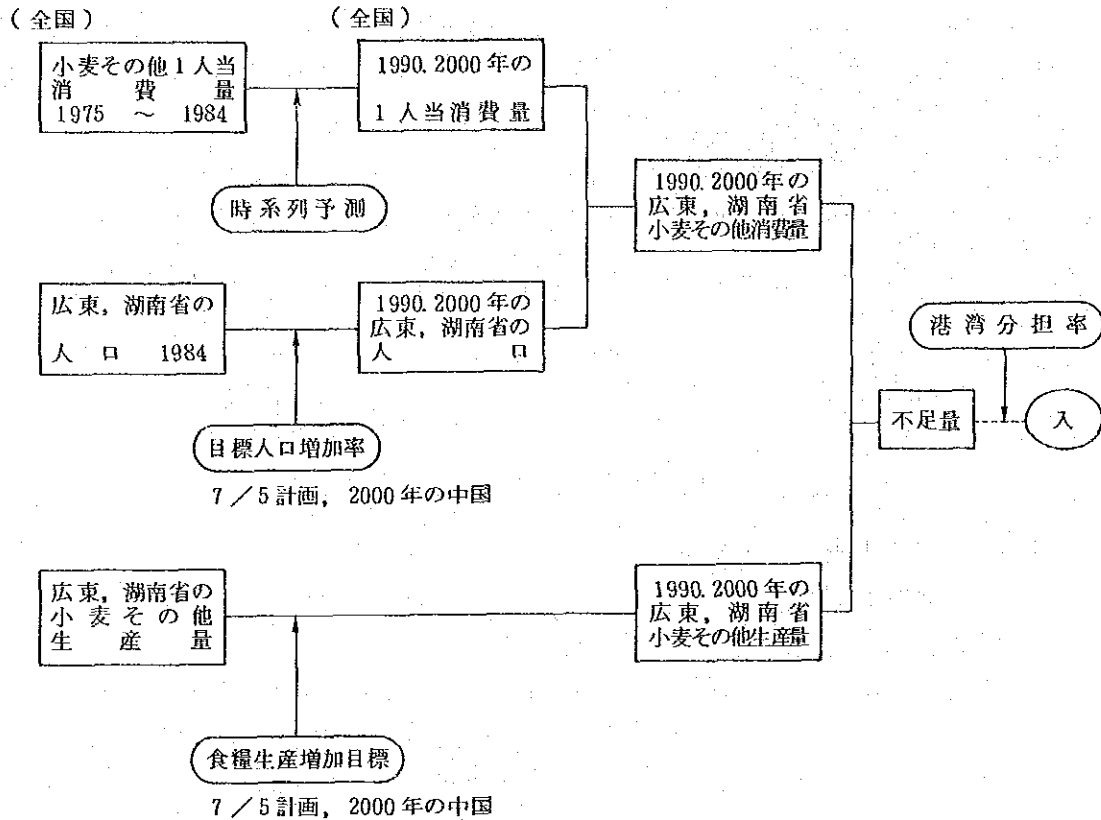 (全国)
小麦その他1人当
消費量
1975 ~ 1984
(全国)
1990.2000年の
1人当消費量
時系列予測
広東,湖南省の
人口 1984
1990.2000年の
広東,湖南省の
人口
目標人口増加率
7/5計画,2000年の中国
1990.2000年の
広東,湖南省
小麦その他消費量
広東,湖南省の
小麦その他
生産量
食糧生産増加目標
7/5計画,2000年の中国
1990.2000年の
広東,湖南省
小麦その他生産量
港湾分担率
不足量
入